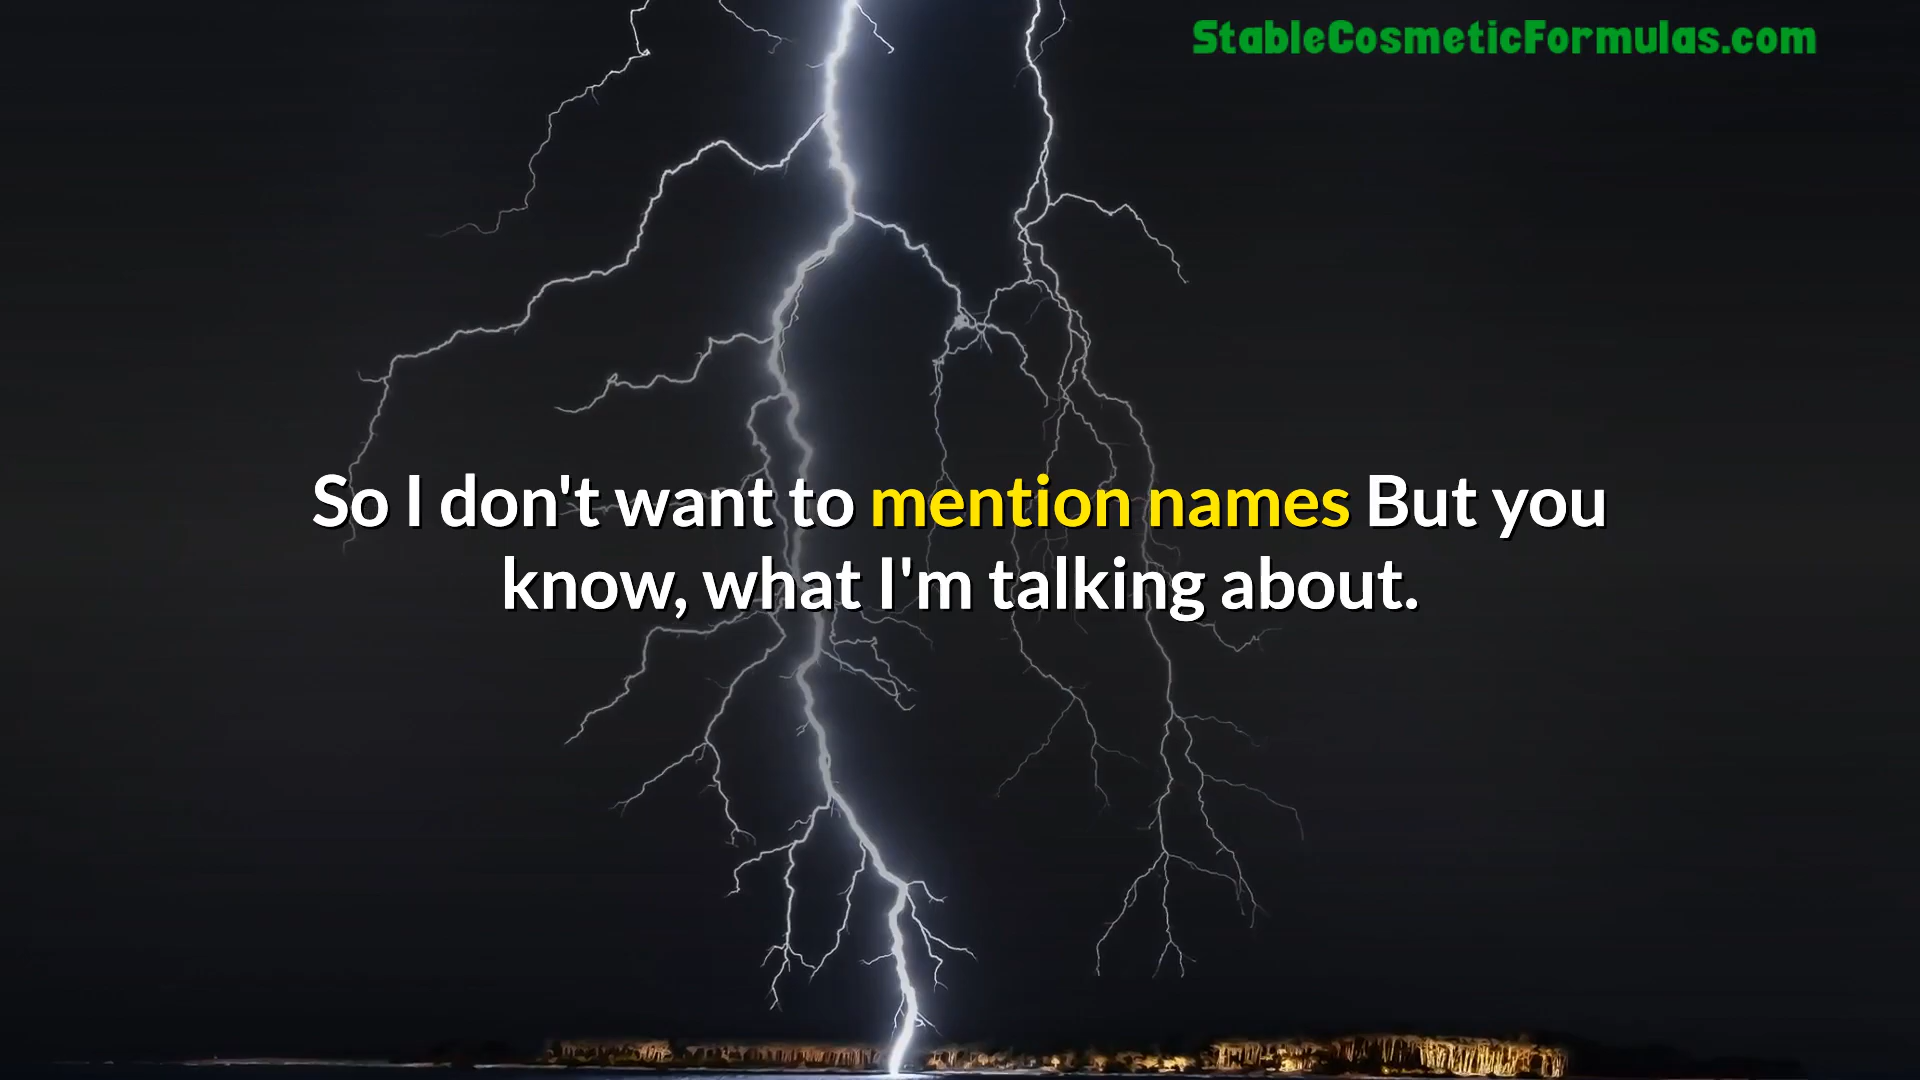 StableCosmeticFormulas.com
So I don't want to mention names But you
know, what I'm talking about.